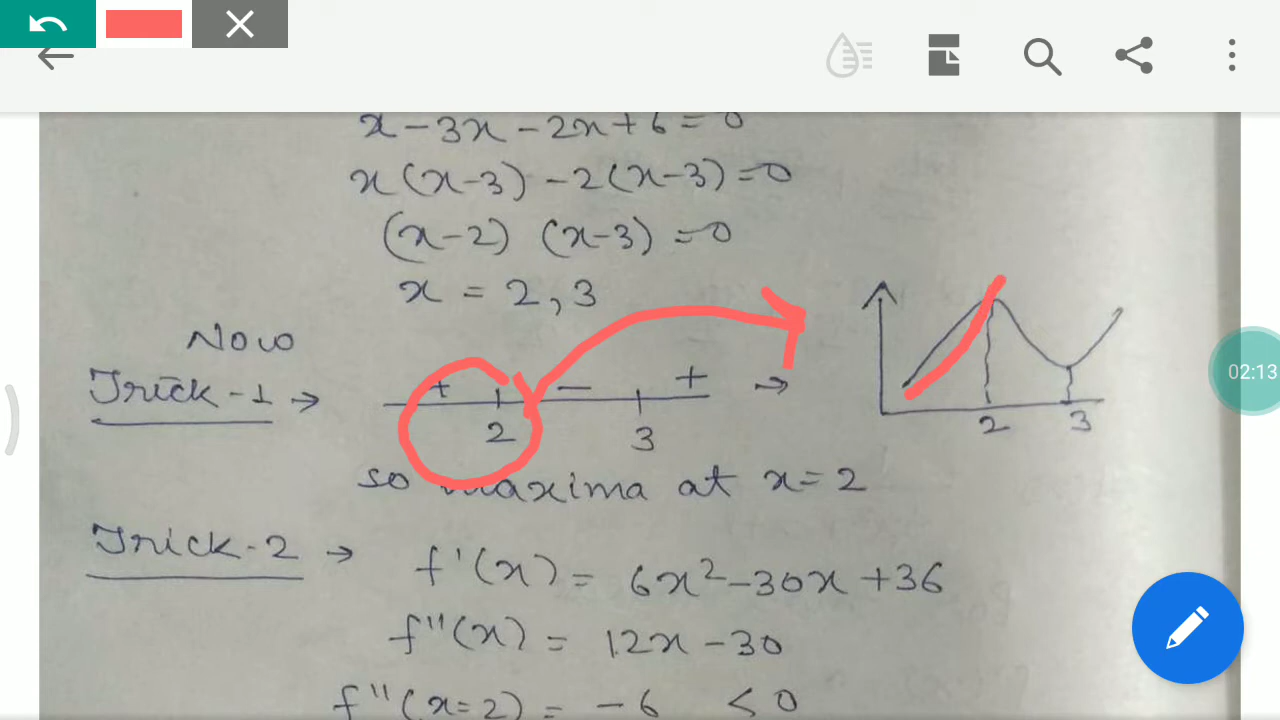 x - 3x - 2x + 6 = 0
x(x-3) - 2(x-3) = 0
(x-2) (x-3) = 0
x = 2, 3
Now
Trick-1 → + 2 - 3 + → 2 3
so maxima at x = 2
Trick-2 → f'(x) = 6x² - 30x + 36
f''(x) = 12x - 30
f''(x=2) = -6 < 0
02:13